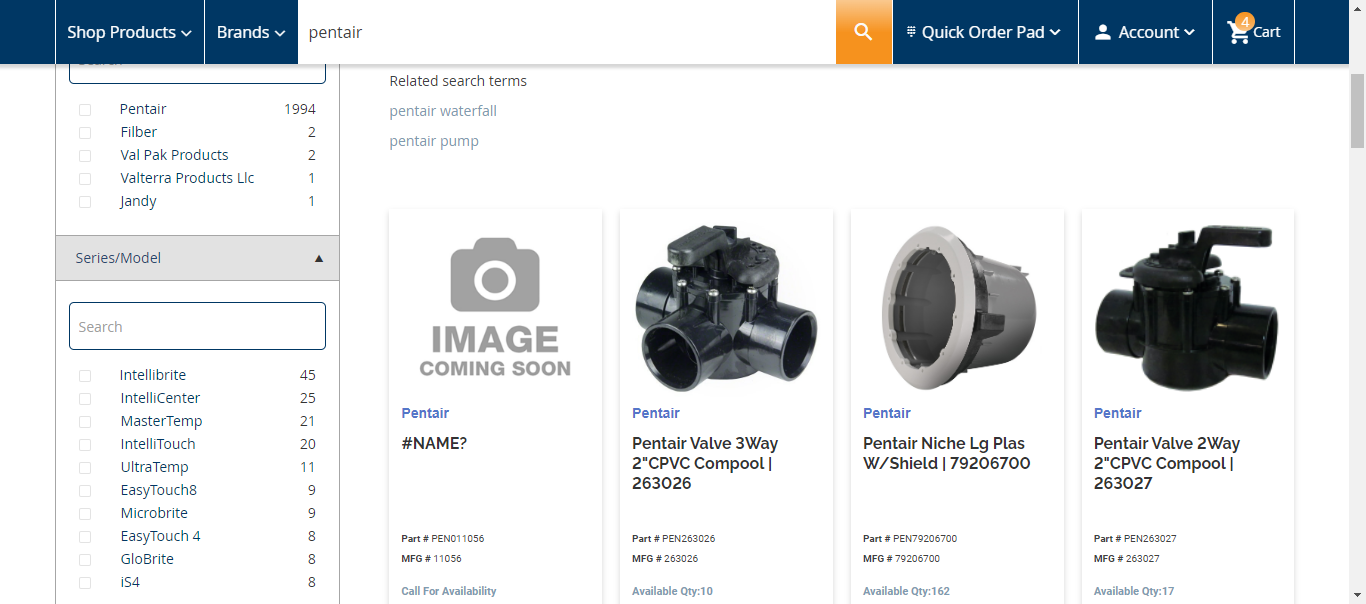 Shop Products
Brands
pentair
Quick Order Pad
Account
4
Cart
Search
Pentair 1994
Filber 2
Val Pak Products 2
Valterra Products Llc 1
Jandy 1
Series/Model
Search
Intellibrite 45
IntelliCenter 25
MasterTemp 21
IntelliTouch 20
UltraTemp 11
EasyTouch8 9
Microbrite 9
EasyTouch 4 8
GloBrite 8
iS4 8
Related search terms
pentair waterfall
pentair pump
IMAGE
COMING SOON
Pentair
#NAME?
Part # PEN011056
MFG # 11056
Call For Availability
Pentair
Pentair Valve 3Way
2"CPVC Compool |
263026
Part # PEN263026
MFG # 263026
Available Qty:10
Pentair
Pentair Niche Lg Plas
W/Shield | 79206700
Part # PEN79206700
MFG # 79206700
Available Qty:162
Pentair
Pentair Valve 2Way
2"CPVC Compool |
263027
Part # PEN263027
MFG # 263027
Available Qty:17